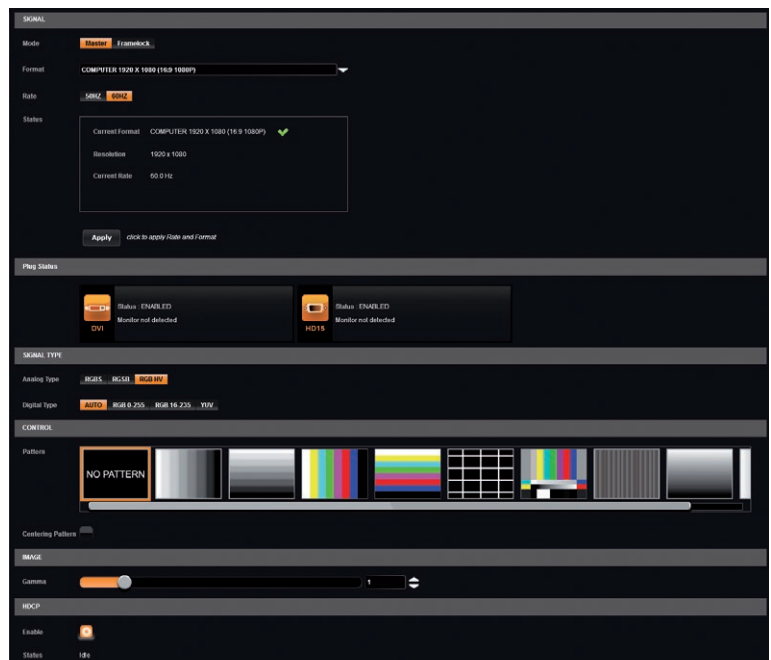 SIGNAL
Mode Master Framelock
Format COMPUTER 1920 X 1080 (16:9 1080P)
Rate 50HZ 60HZ
Status
Current Format COMPUTER 1920 X 1080 (16:9 1080P)
Resolution 1920 x 1080
Current Rate 60.0 Hz
Apply click to apply Rate and Format
Plug Status
Status : ENABLED
Monitor not detected
DVI
Status : ENABLED
Monitor not detected
HD15
SIGNAL TYPE
Analog Type RGBS RGSB RGB HV
Digital Type AUTO RGB 0-255 RGB 16-235 YUV
CONTROL
Pattern
NO PATTERN
Centering Pattern
IMAGE
Gamma 1
HDCP
Enable
Status Idle